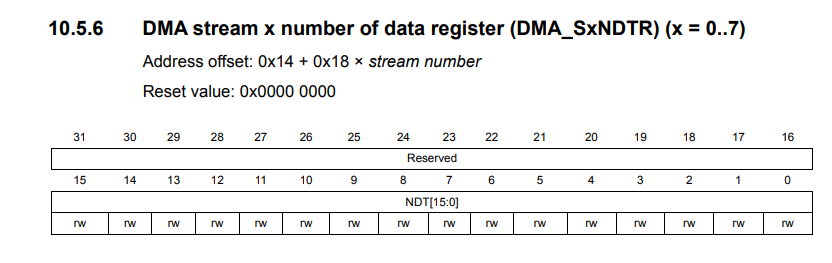 10.5.6 DMA stream x number of data register (DMA_SxNDTR) (x = 0..7)
Address offset: 0x14 + 0x18 × stream number
Reset value: 0x0000 0000
31 30 29 28 27 26 25 24 23 22 21 20 19 18 17 16
Reserved
15 14 13 12 11 10 9 8 7 6 5 4 3 2 1 0
NDT[15:0]
rw rw rw rw rw rw rw rw rw rw rw rw rw rw rw rw